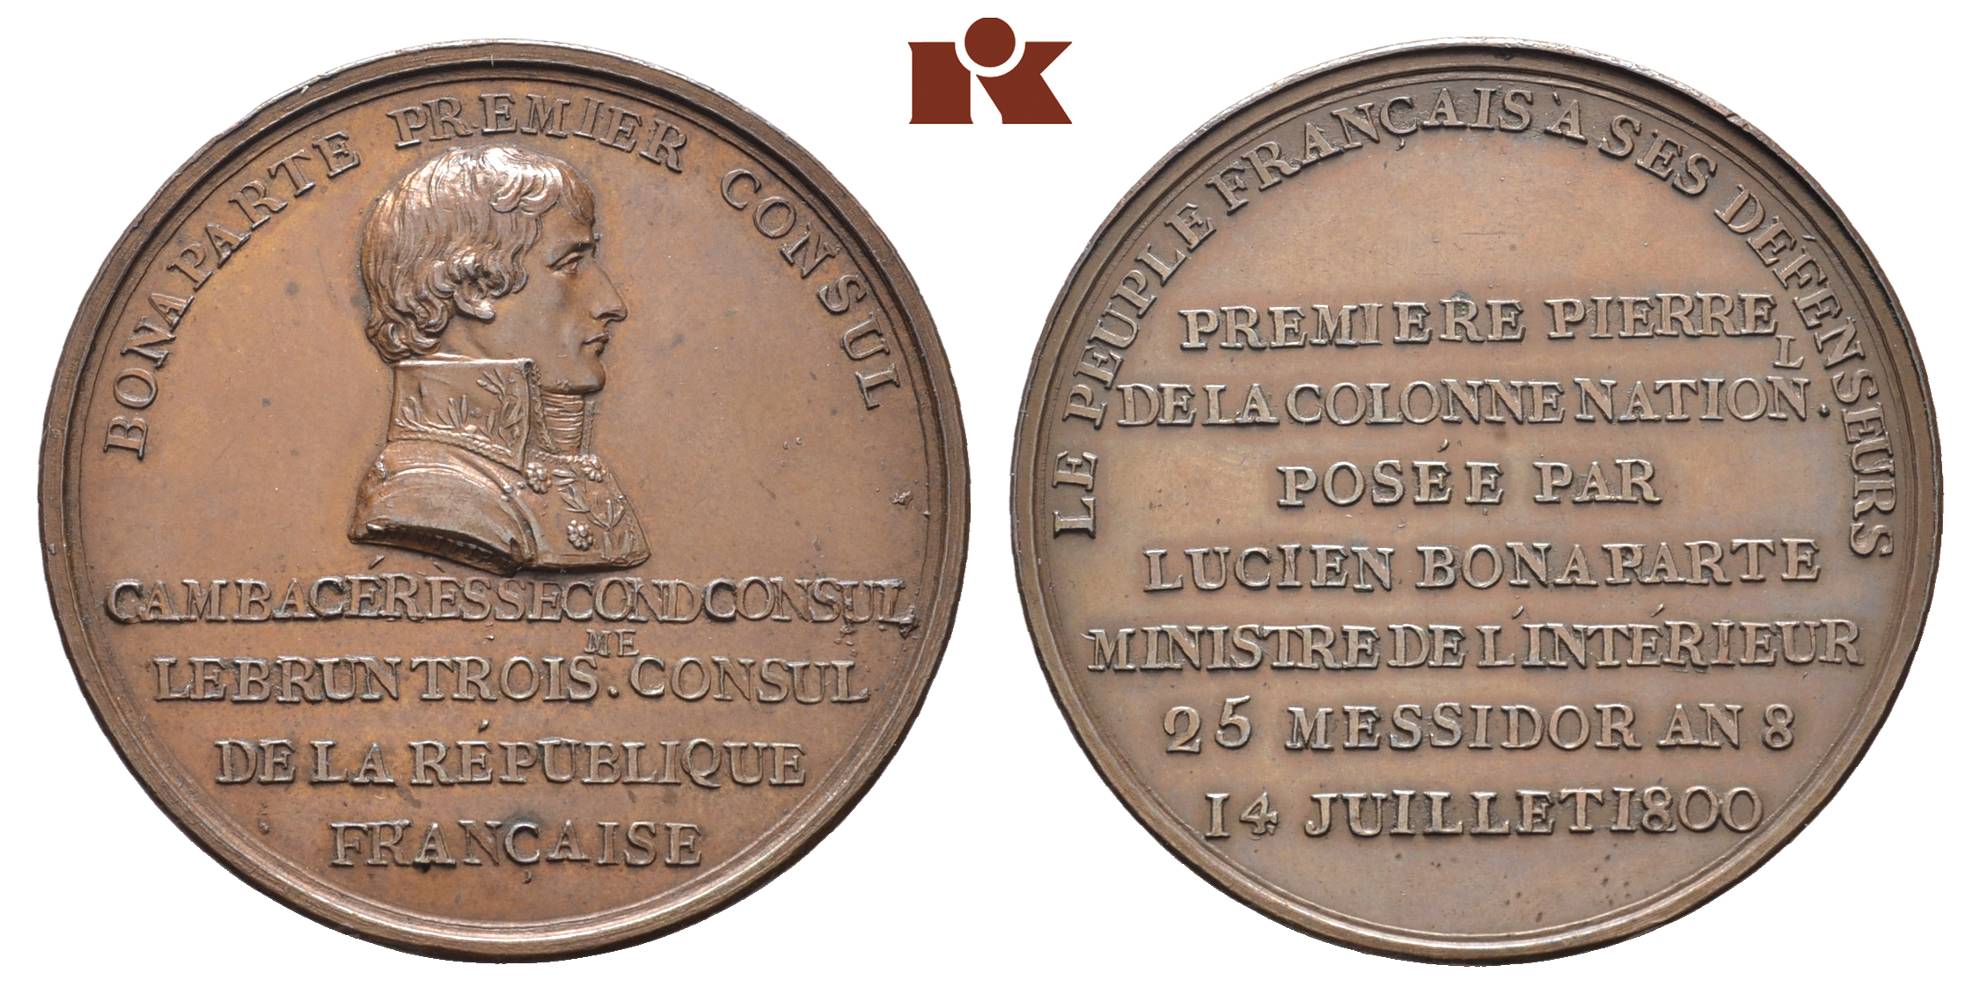 BONAPARTE PREMIER CONSUL
CAMBACÉRÈS SECOND CONSUL
LEBRUN TROIS.ME CONSUL
DE LA RÉPUBLIQUE
FRANÇAISE
LE PEUPLE FRANÇAIS À SES DÉFENSEURS
PREMIERE PIERRE
DE LA COLONNE NATION.L
POSÉE PAR
LUCIEN BONAPARTE
MINISTRE DE L'INTÉRIEUR
25 MESSIDOR AN 8
14 JUILLET 1800